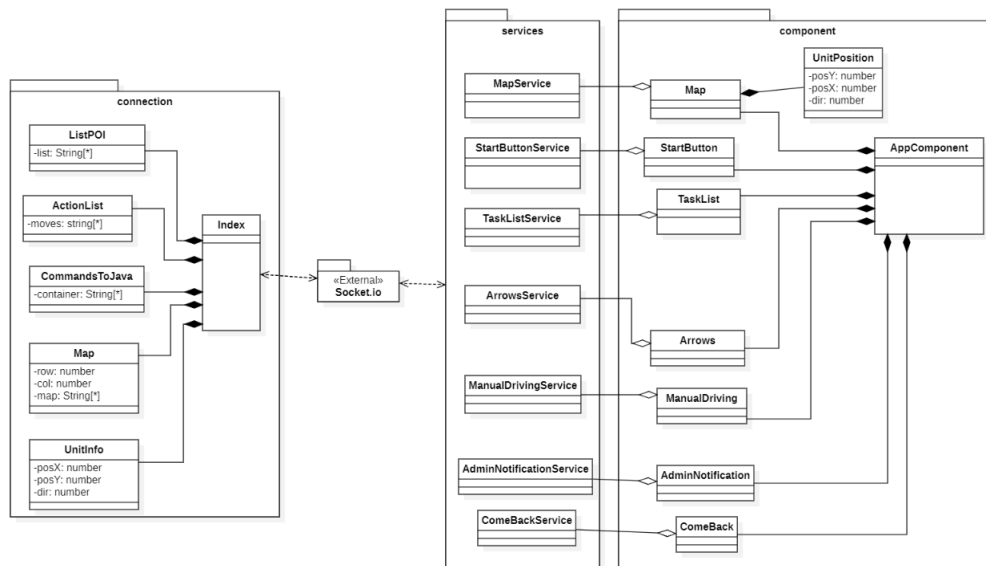 connection
ListPOI
-list: String[*]
ActionList
-moves: string[*]
CommandsToJava
-container: String[*]
Map
-row: number
-col: number
-map: String[*]
UnitInfo
-posX: number
-posY: number
-dir: number
Index
«External»
Socket.io
services
MapService
StartButtonService
TaskListService
ArrowsService
ManualDrivingService
AdminNotificationService
ComeBackService
component
UnitPosition
-posY: number
-posX: number
-dir: number
Map
StartButton
AppComponent
TaskList
Arrows
ManualDriving
AdminNotification
ComeBack